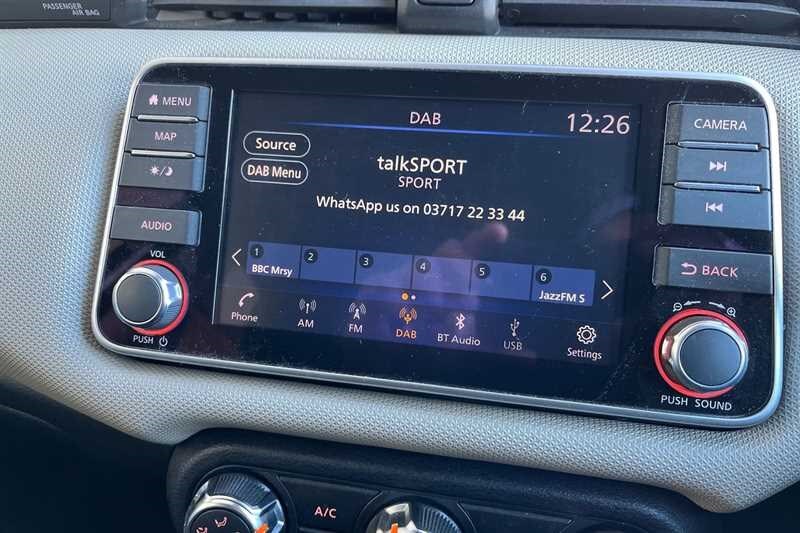 PASSENGER
AIR BAG
MENU
MAP
AUDIO
VOL
PUSH
DAB
12:26
Source
DAB Menu
talkSPORT
SPORT
WhatsApp us on 03717 22 33 44
1
BBC Mrsy
2
3
4
5
6
JazzFM S
Phone
AM
FM
DAB
BT Audio
USB
Settings
CAMERA
BACK
PUSH SOUND
A/C